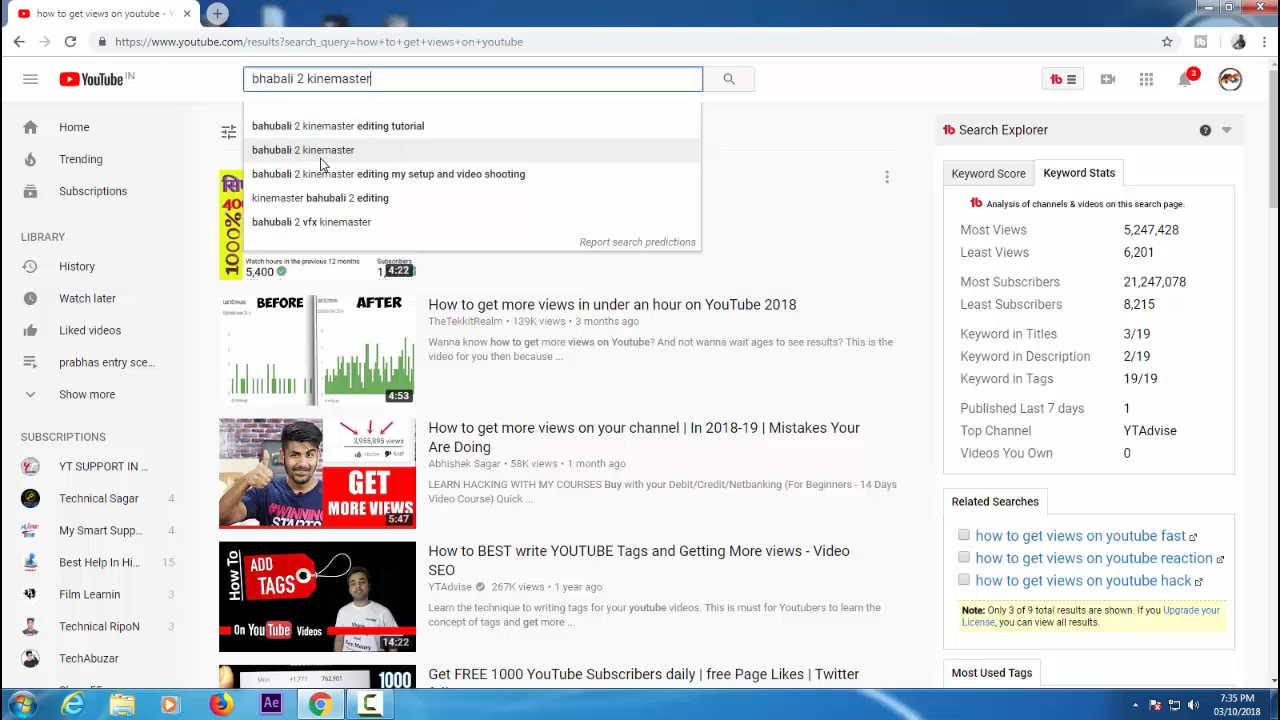 how to get views on youtube - Y
https://www.youtube.com/results?search_query=how+to+get+views+on+youtube
YouTube IN
bhabali 2 kinemaster
3
bahubali 2 kinemaster editing tutorial
bahubali 2 kinemaster
bahubali 2 kinemaster editing my setup and video shooting
kinemaster bahubali 2 editing
bahubali 2 vfx kinemaster
Report search predictions
Home
Trending
Subscriptions
LIBRARY
History
Watch later
Liked videos
prabhas entry sce...
Show more
SUBSCRIPTIONS
YT SUPPORT IN ...
Technical Sagar 4
My Smart Supp... 4
Best Help In Hi... 15
Film Learnin 3
Technical RipoN 3
TechAbuzar
1000%
Watch hours in the previous 12 months
5,400
4:22
BEFORE AFTER
4:53
How to get more views in under an hour on YouTube 2018
TheTekkitRealm • 139K views • 3 months ago
Wanna know how to get more views on Youtube? And not wanna wait ages to see results? This is the
video for you then because ...
3,955,895 views
GET
MORE VIEWS
5:47
How to get more views on your channel | In 2018-19 | Mistakes Your
Are Doing
Abhishek Sagar • 58K views • 1 month ago
LEARN HACKING WITH MY COURSES Buy with your Debit/Credit/Netbanking (For Beginners - 14 Days
Video Course) Quick ...
How To
ADD
TAGS
On YouTube Videos
14:22
How to BEST write YOUTUBE Tags and Getting More views - Video
SEO
YTAdvise • 267K views • 1 year ago
Learn the technique to writing tags for your youtube videos. This is must for Youtubers to learn the
concept of tags and get more ...
Mon +1,771 762,965
1000
Get FREE 1000 YouTube Subscribers daily | free Page Likes | Twitter
Search Explorer
Keyword Score Keyword Stats
Analysis of channels & videos on this search page.
Most Views 5,247,428
Least Views 6,201
Most Subscribers 21,247,078
Least Subscribers 8,215
Keyword in Titles 3/19
Keyword in Description 2/19
Keyword in Tags 19/19
Published Last 7 days 1
Top Channel YTAdvise
Videos You Own 0
Related Searches
how to get views on youtube fast
how to get views on youtube reaction
how to get views on youtube hack
Note: Only 3 of 9 total results are shown. If you Upgrade your
License, you can view all results.
Most Used Tags
Ae
7:35 PM
03/10/2018